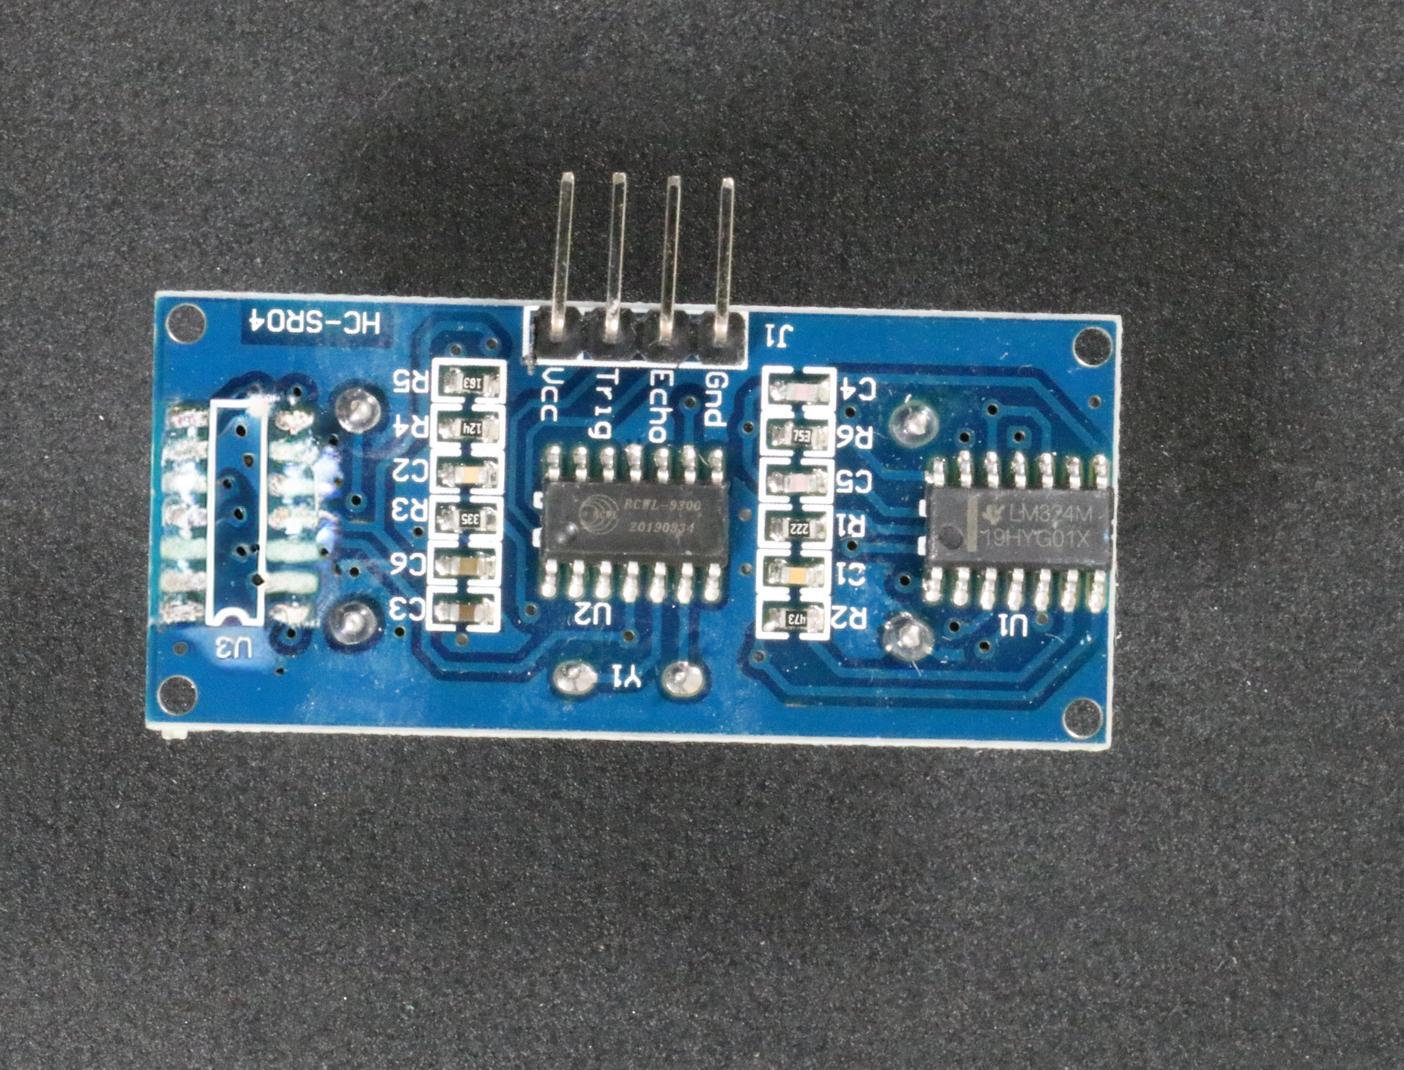 HC-SR04
J1
Vcc
Trig
Echo
Gnd
R5
163
R4
124
C2
R3
335
C6
C3
C4
R6
C5
R1
222
C1
R2
473
RCWL-9300
20190834
U2
LM324M
19HYG01X
U1
U3
Y1